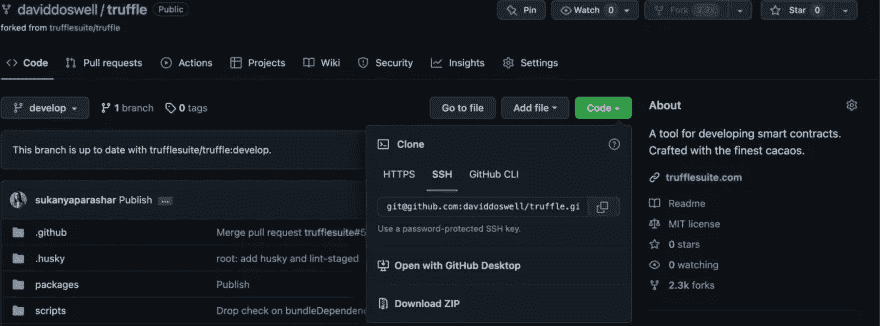 daviddoswell/truffle Public
Pin Watch 0 Fork 2.3k Star 0
forked from trufflesuite/truffle
Code Pull requests Actions Projects Wiki Security Insights Settings
develop 1 branch 0 tags Go to file Add file Code
This branch is up to date with trufflesuite/truffle:develop.
sukanyaparashar Publish ...
.github Merge pull request trufflesuite#5
.husky root: add husky and lint-staged
packages Publish
scripts Drop check on bundleDependen
Clone
HTTPS SSH GitHub CLI
git@github.com:daviddoswell/truffle.gi
Use a password-protected SSH key.
Open with GitHub Desktop
Download ZIP
About
A tool for developing smart contracts.
Crafted with the finest cacaos.
trufflesuite.com
Readme
MIT license
0 stars
0 watching
2.3k forks